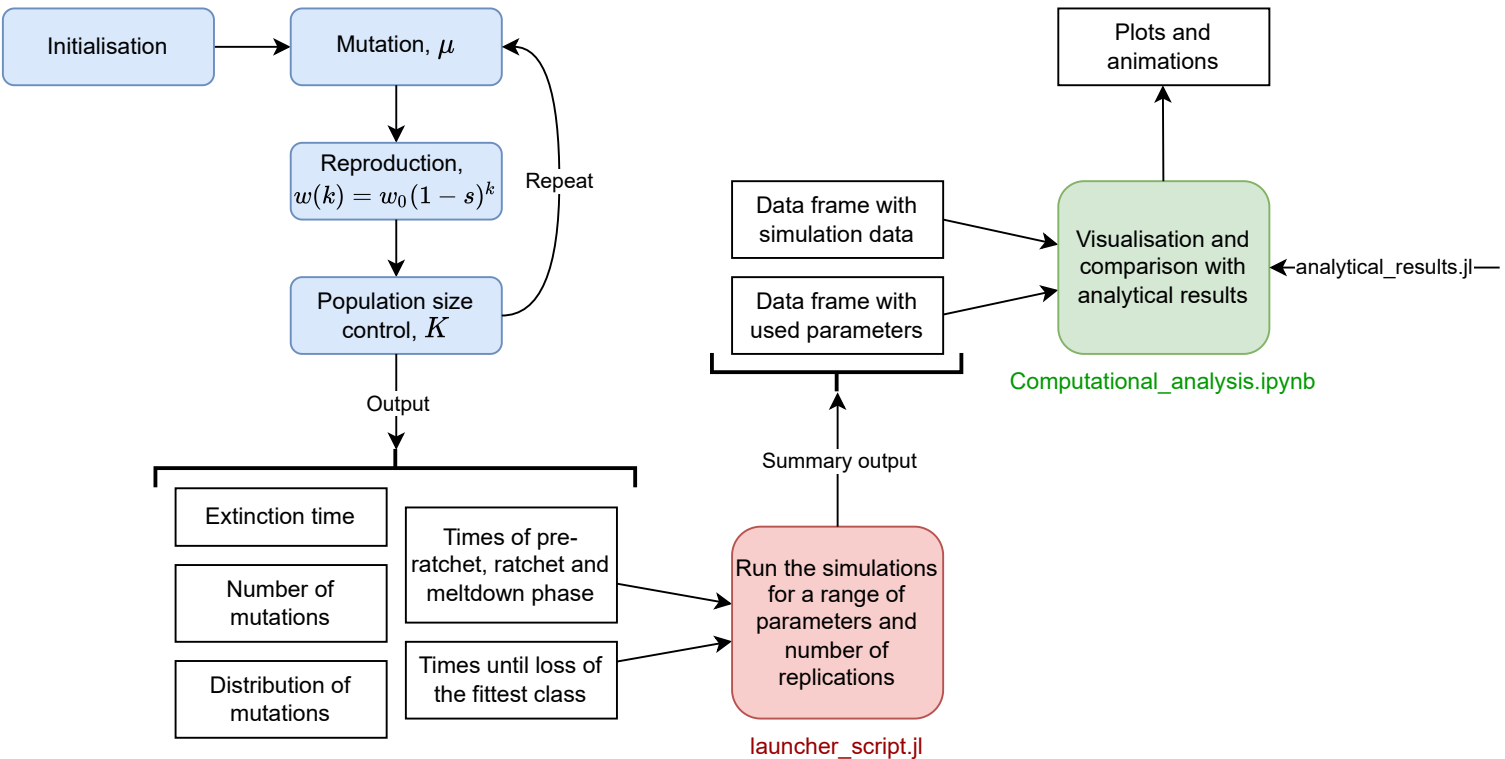 Initialisation
Mutation, μ
Reproduction,
w(k) = w₀(1 − s)ᵏ
Repeat
Population size
control, K
Output
Extinction time
Number of
mutations
Distribution of
mutations
Times of pre-
ratchet, ratchet and
meltdown phase
Times until loss of
the fittest class
Run the simulations
for a range of
parameters and
number of
replications
launcher_script.jl
Summary output
Data frame with
simulation data
Data frame with
used parameters
Visualisation and
comparison with
analytical results
Computational_analysis.ipynb
analytical_results.jl
Plots and
animations